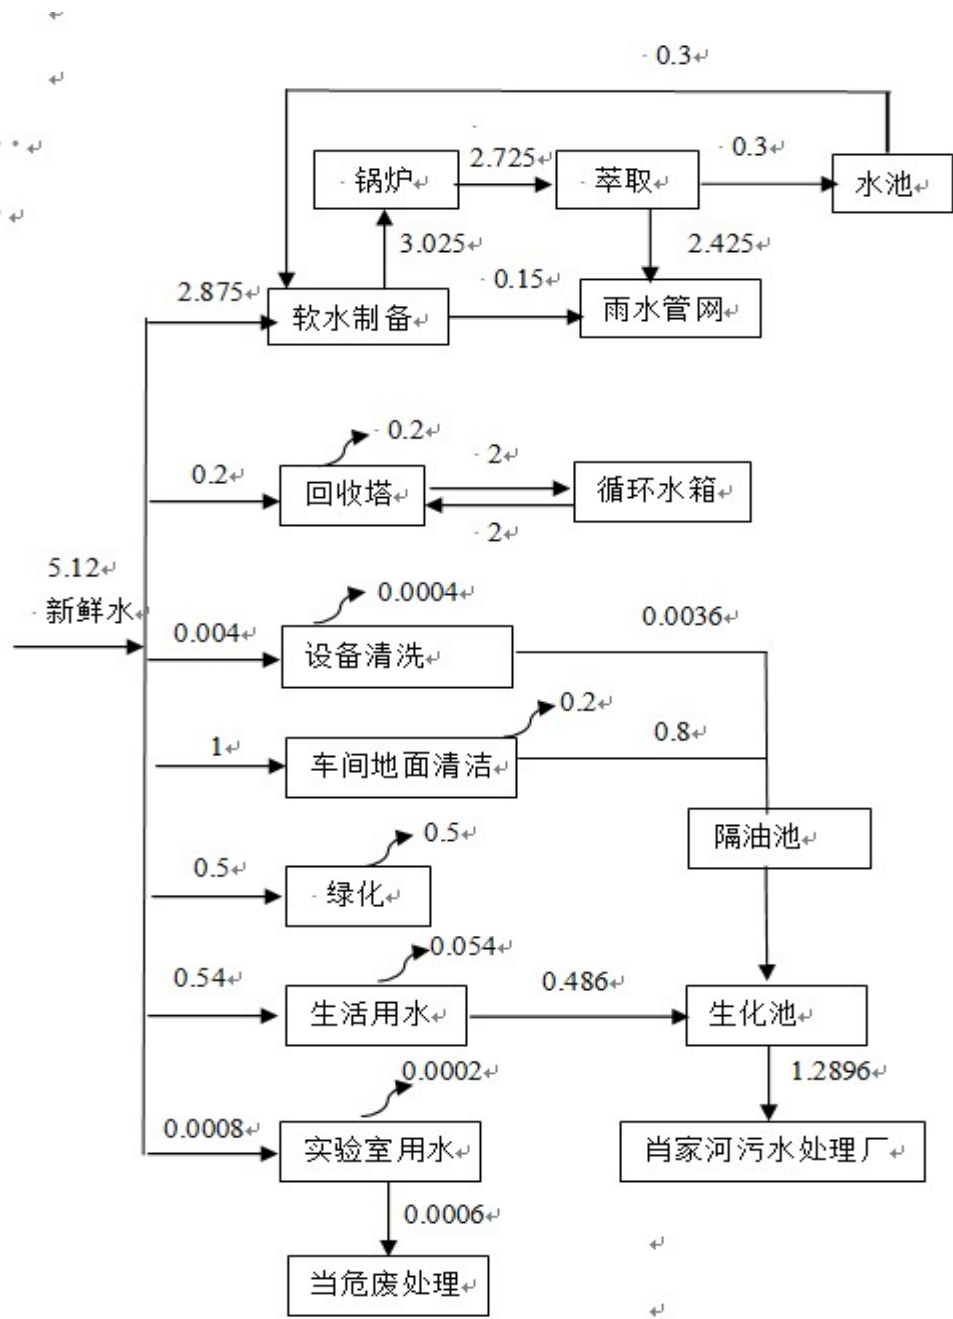 0.3
2.725
0.3
锅炉
萃取
水池
3.025
2.425
2.875
0.15
软水制备
雨水管网
0.2
0.2
2
回收塔
循环水箱
2
5.12
新鲜水
0.0004
0.004
0.0036
设备清洗
0.2
1
0.8
车间地面清洁
0.5
隔油池
0.5
绿化
0.054
0.54
0.486
生活用水
生化池
0.0002
1.2896
0.0008
实验室用水
肖家河污水处理厂
0.0006
当危废处理